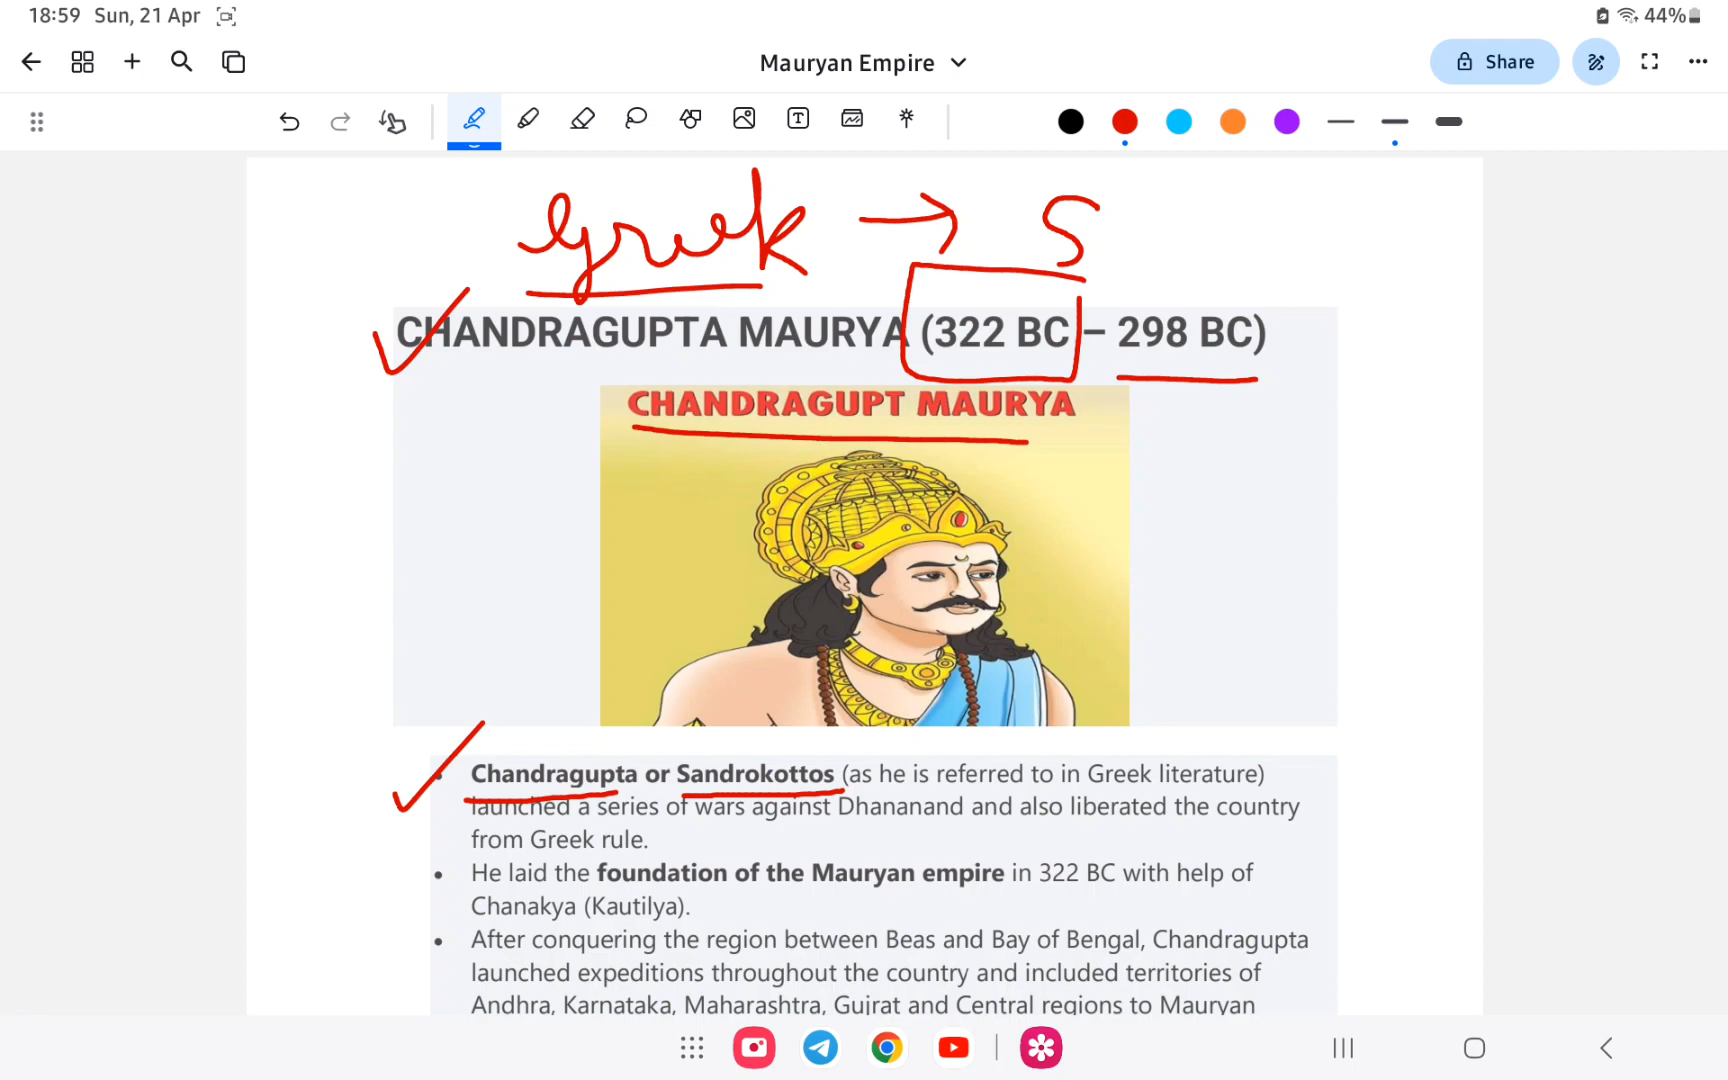 18:59 Sun, 21 Apr 44%
Mauryan Empire
Share
Greek → S
CHANDRAGUPTA MAURYA (322 BC – 298 BC)
CHANDRAGUPT MAURYA
• Chandragupta or Sandrokottos (as he is referred to in Greek literature)
launched a series of wars against Dhananand and also liberated the country
from Greek rule.
• He laid the foundation of the Mauryan empire in 322 BC with help of
Chanakya (Kautilya).
• After conquering the region between Beas and Bay of Bengal, Chandragupta
launched expeditions throughout the country and included territories of
Andhra, Karnataka, Maharashtra, Gujrat and Central regions to Mauryan